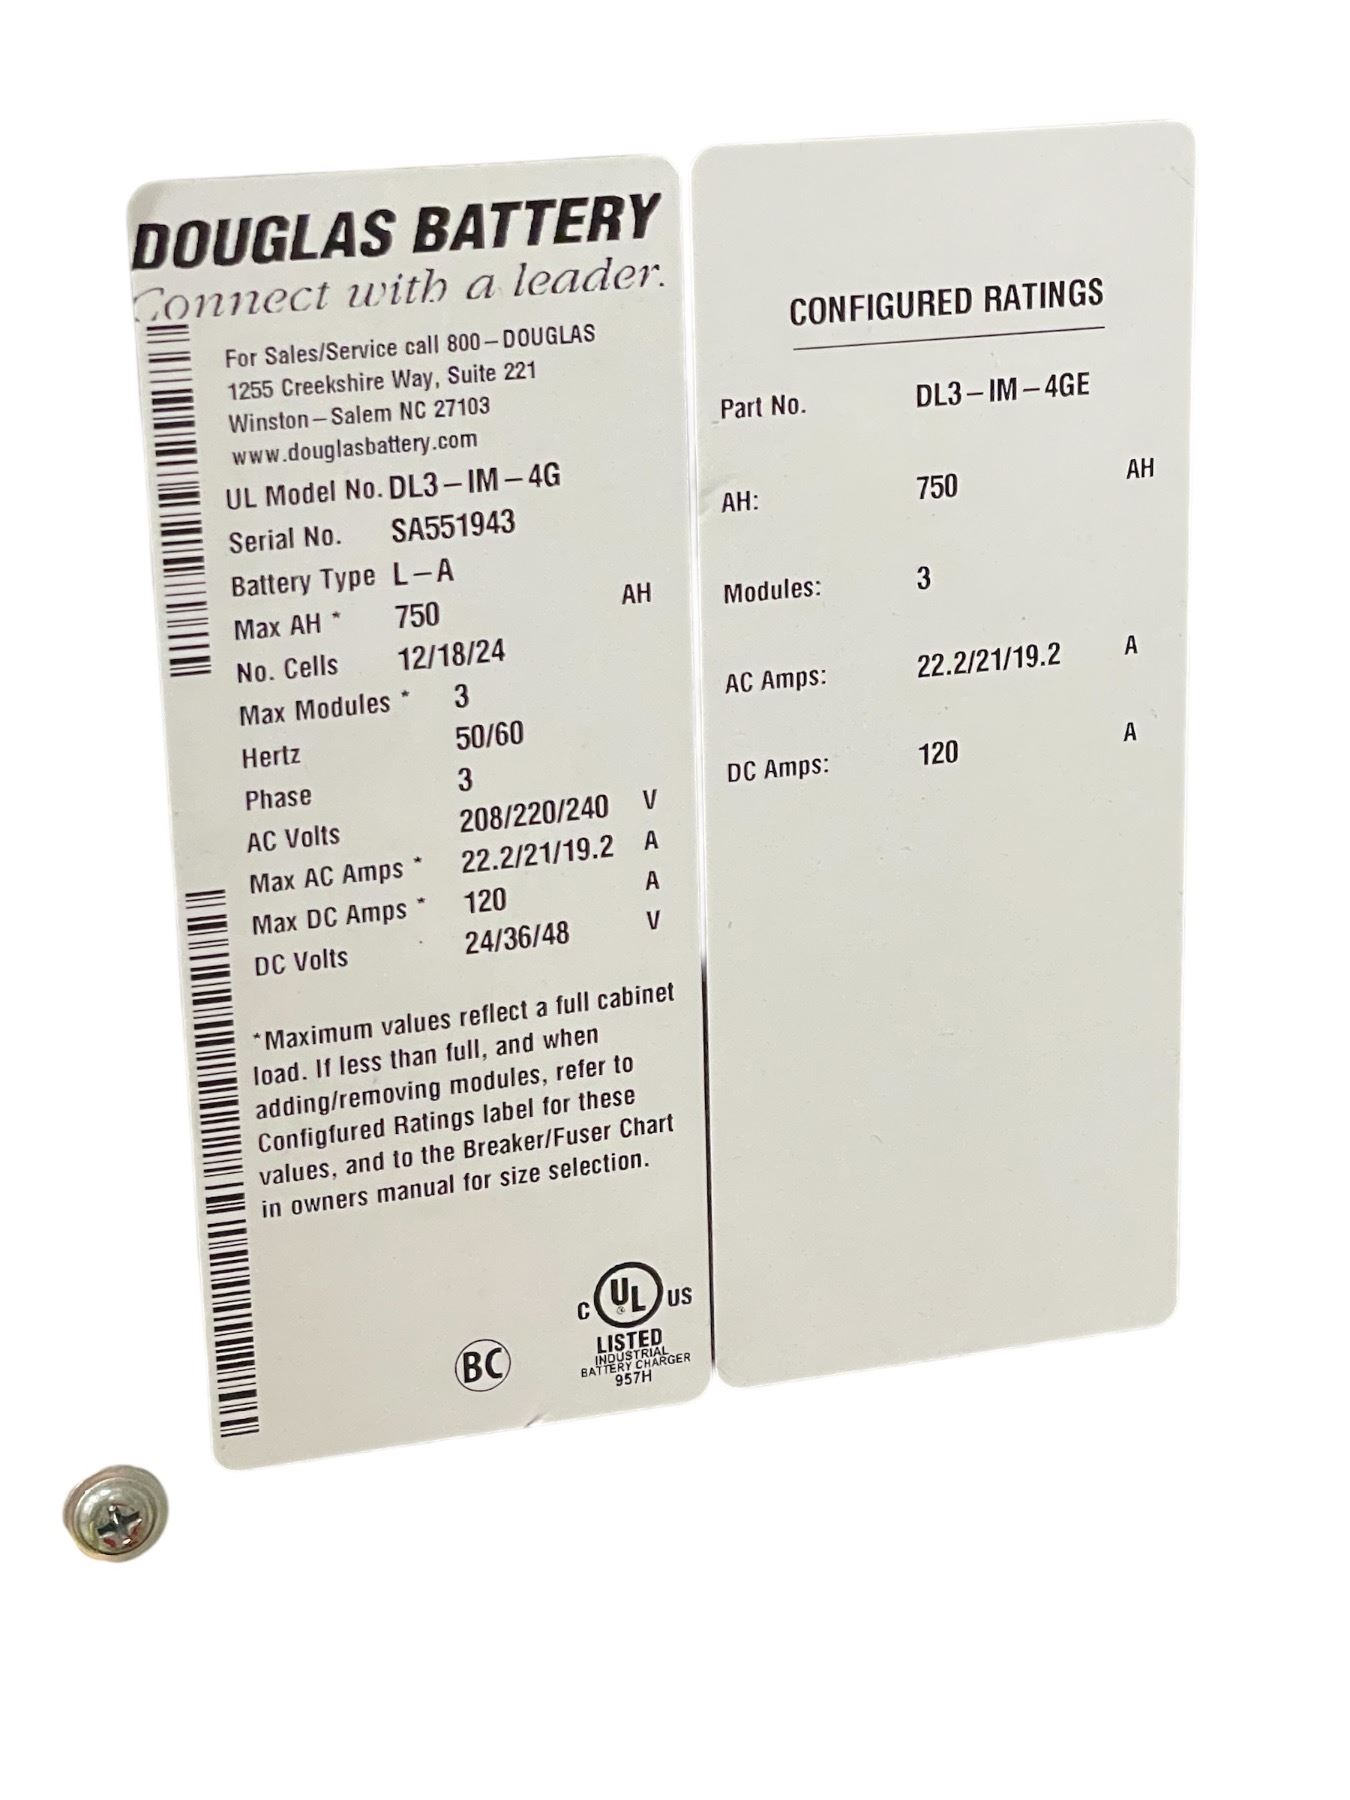 DOUGLAS BATTERY
Connect with a leader.
For Sales/Service call 800-DOUGLAS
1255 Creekshire Way, Suite 221
Winston-Salem NC 27103
www.douglasbattery.com
UL Model No. DL3-IM-4G
Serial No. SA551943
Battery Type L-A
Max AH * 750 AH
No. Cells 12/18/24
Max Modules * 3
Hertz 50/60
Phase 3
AC Volts 208/220/240 V
Max AC Amps * 22.2/21/19.2 A
Max DC Amps * 120 A
DC Volts 24/36/48 V
*Maximum values reflect a full cabinet
load. If less than full, and when
adding/removing modules, refer to
Configfured Ratings label for these
values, and to the Breaker/Fuser Chart
in owners manual for size selection.
BC
C UL US
LISTED
INDUSTRIAL
BATTERY CHARGER
957H
CONFIGURED RATINGS
Part No. DL3-IM-4GE
AH: 750 AH
Modules: 3
AC Amps: 22.2/21/19.2 A
DC Amps: 120 A